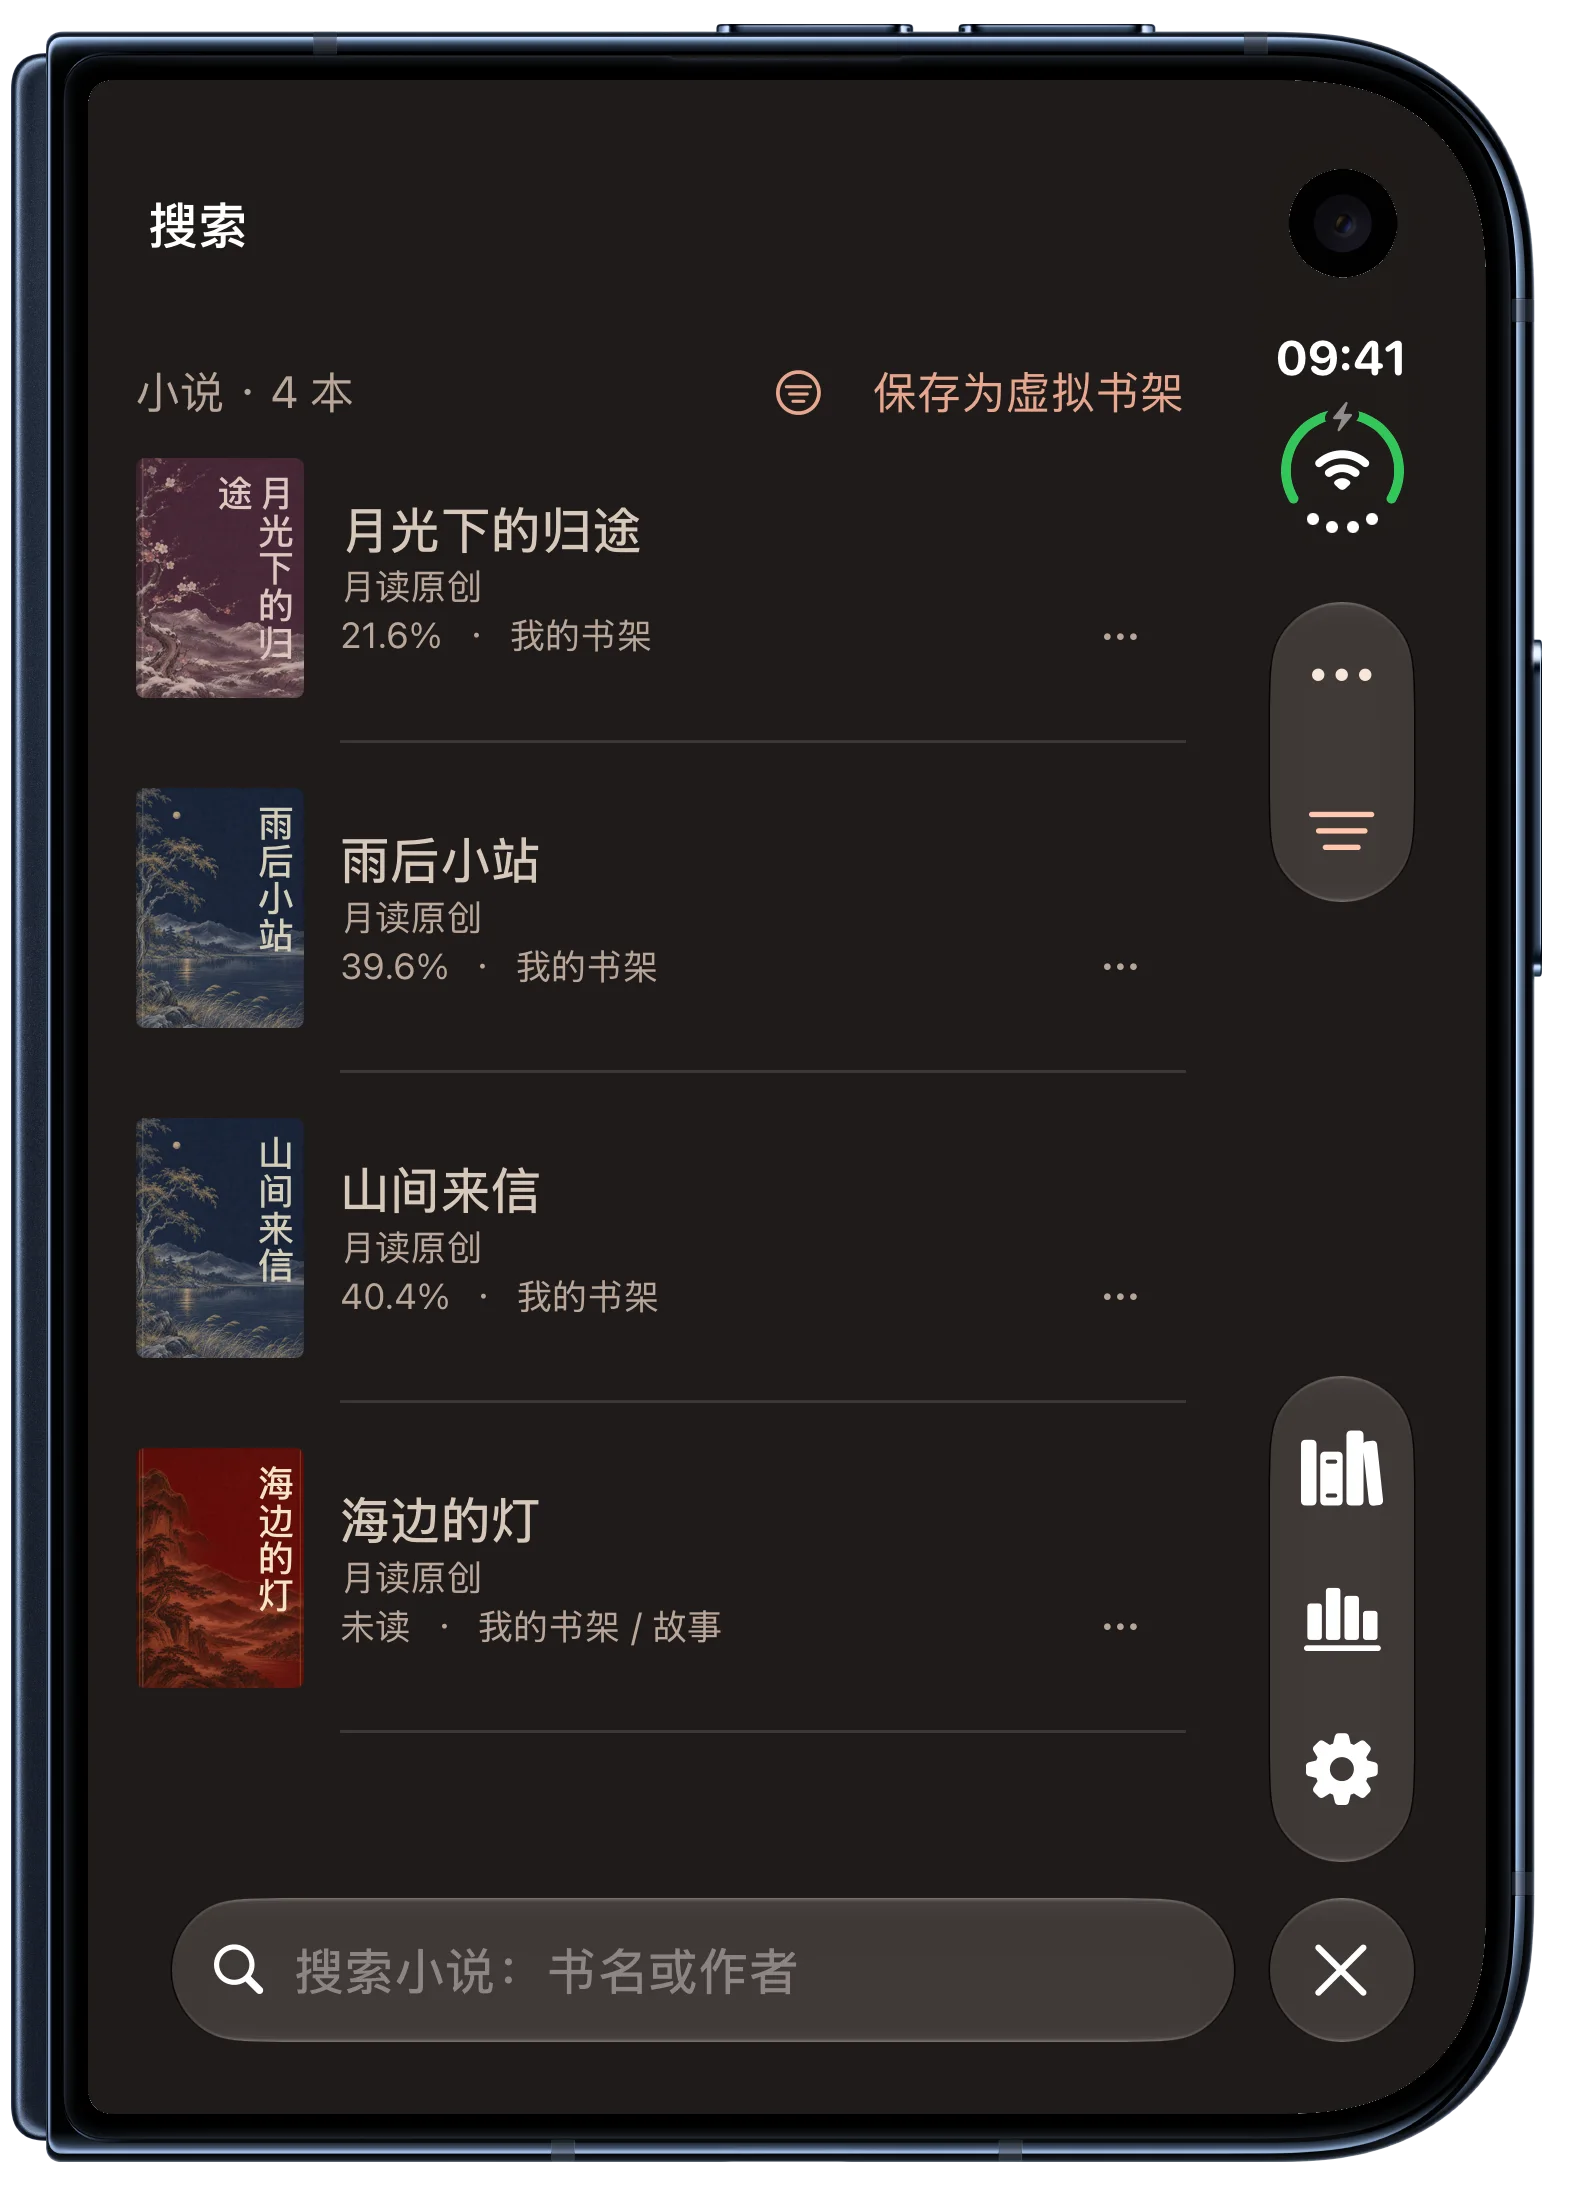 搜索
09:41
小说 · 4 本
保存为虚拟书架
月光下的归途
月光下的归途
月读原创
21.6% · 我的书架
雨后小站
雨后小站
月读原创
39.6% · 我的书架
山间来信
山间来信
月读原创
40.4% · 我的书架
海边的灯
海边的灯
月读原创
未读 · 我的书架 / 故事
搜索小说：书名或作者